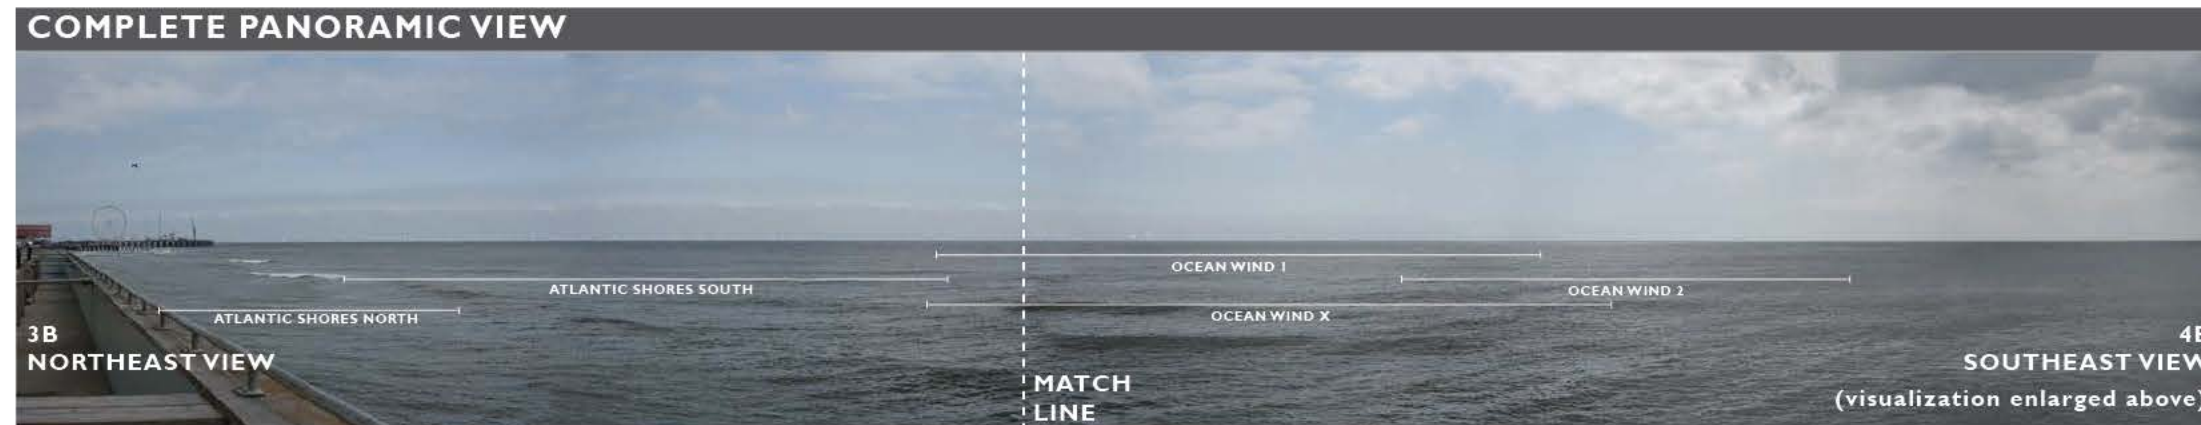 COMPLETE PANORAMIC VIEW
OCEAN WIND 1
ATLANTIC SHORES SOUTH
OCEAN WIND 2
ATLANTIC SHORES NORTH
OCEAN WIND X
3B
NORTHEAST VIEW
MATCH
LINE
4B
SOUTHEAST VIEW
(visualization enlarged above)